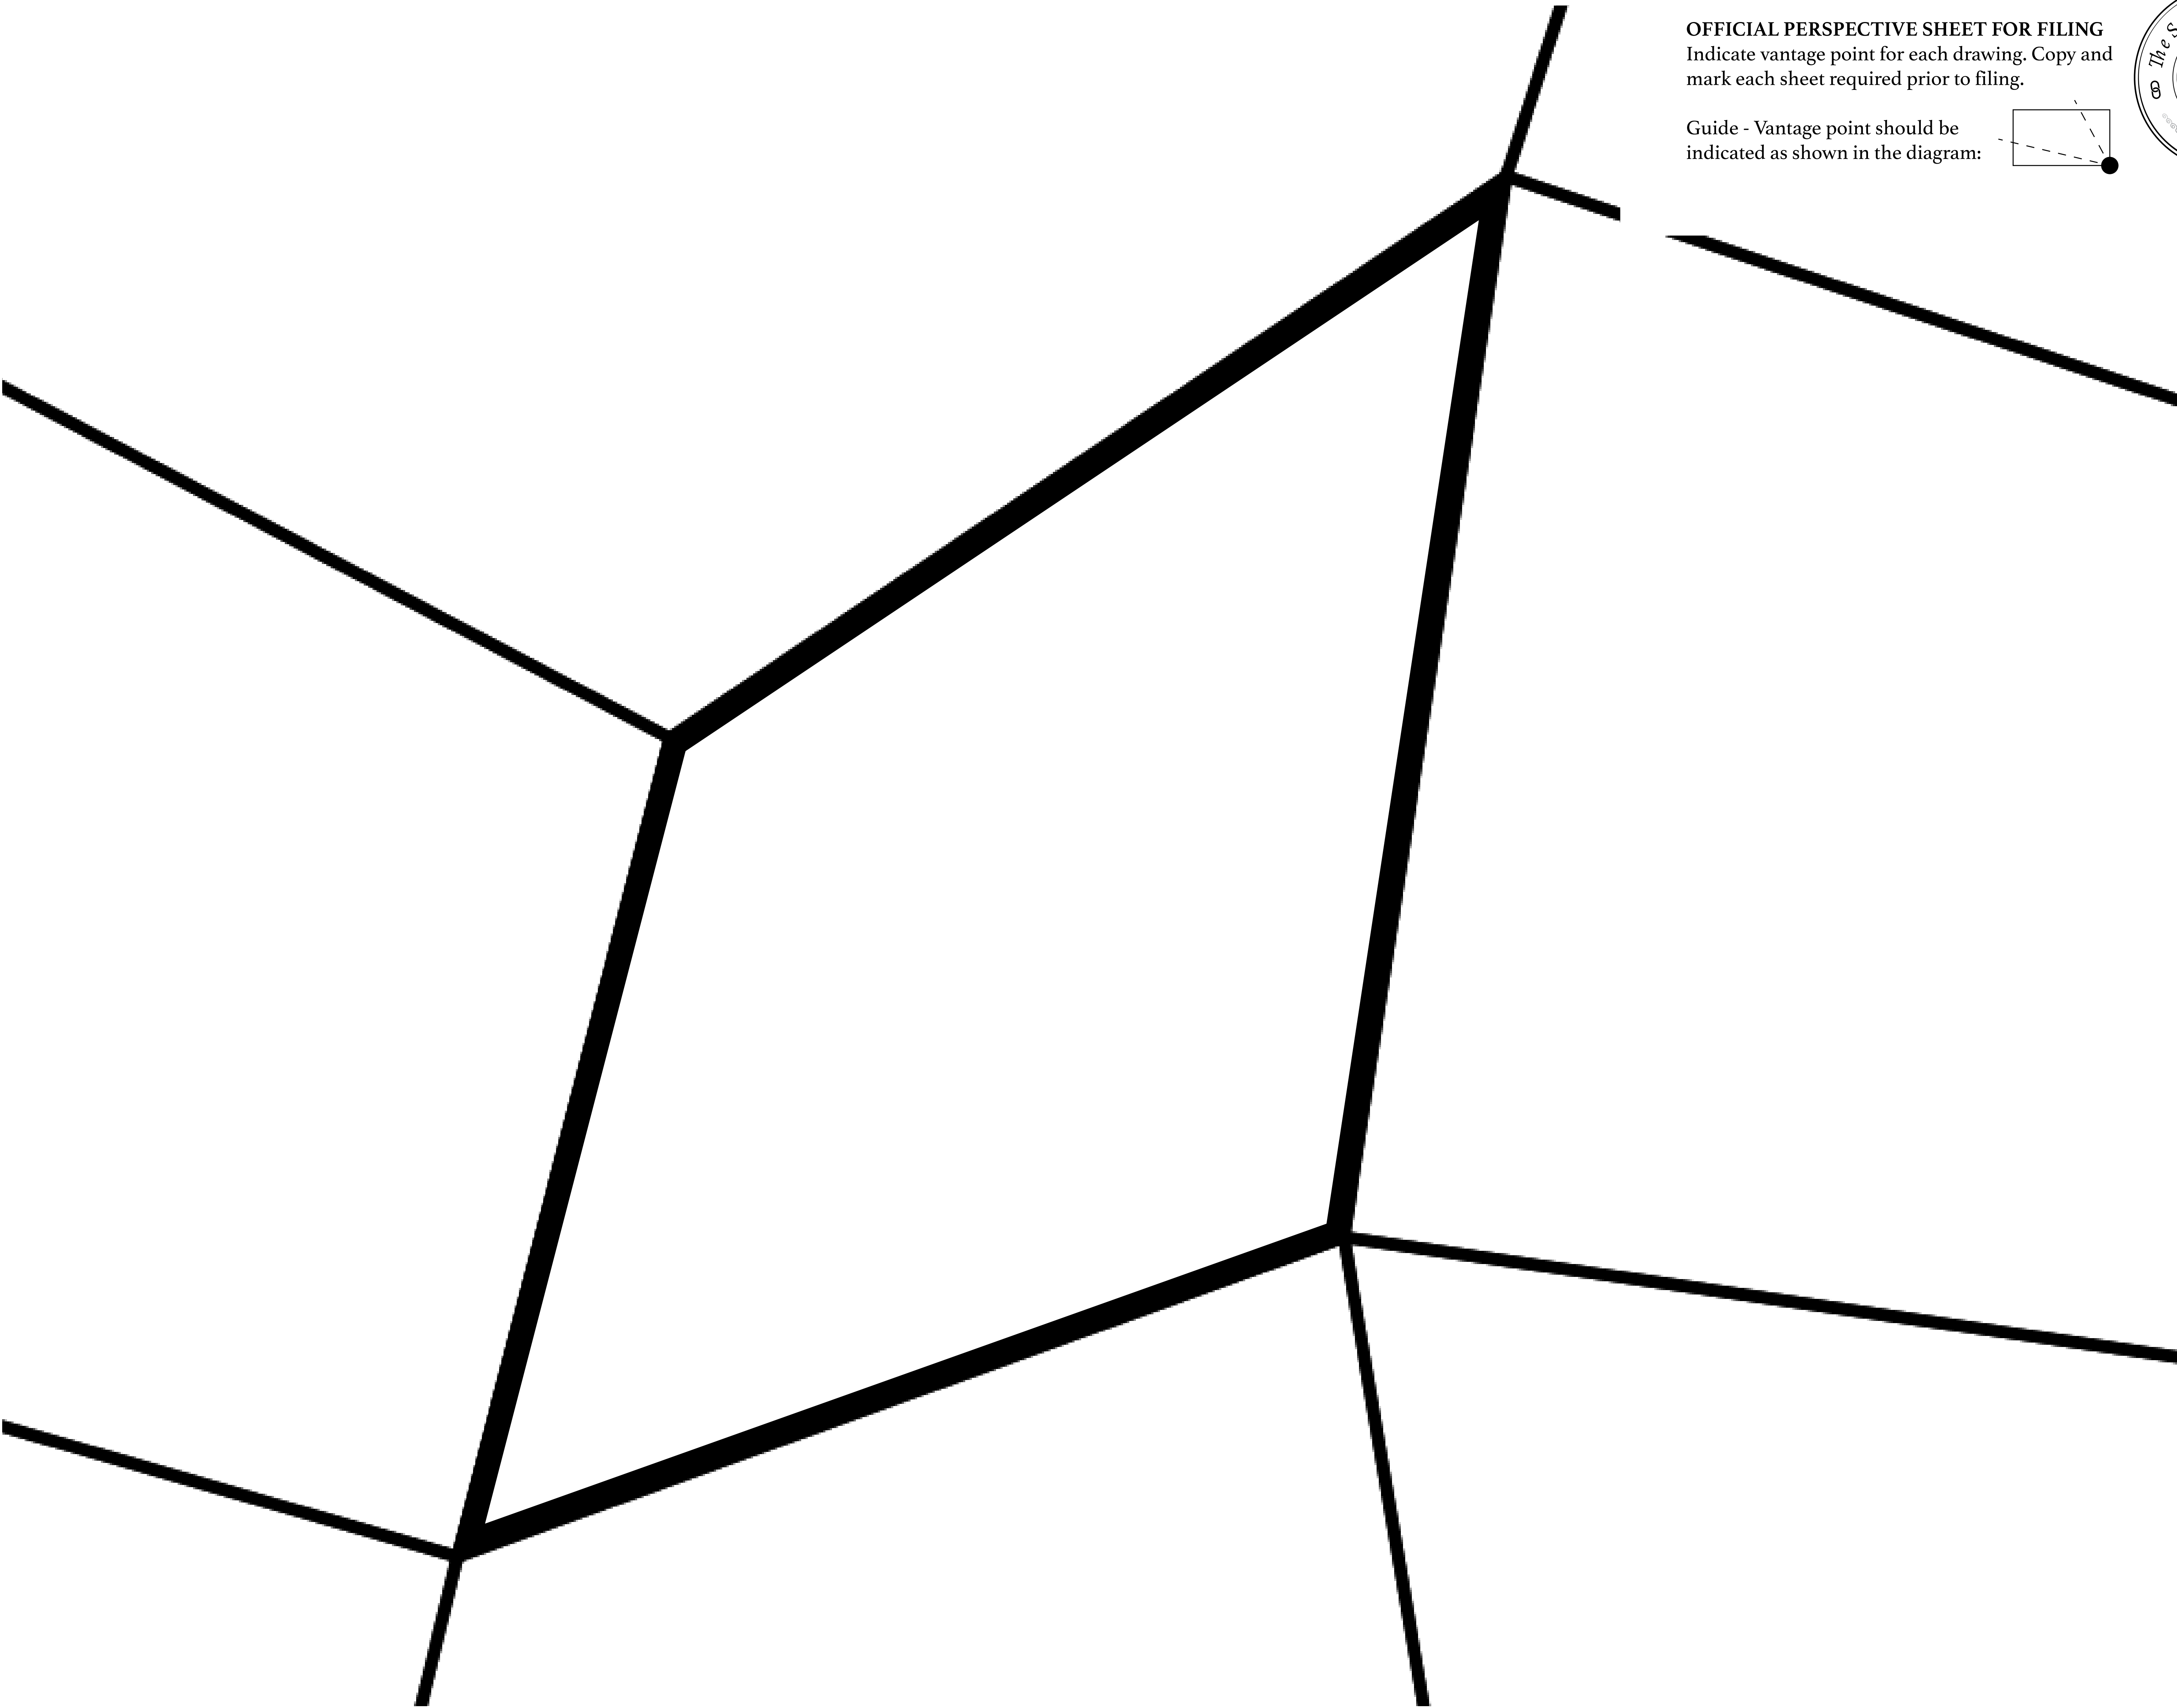 OFFICIAL PERSPECTIVE SHEET FOR FILING
Indicate vantage point for each drawing. Copy and
mark each sheet required prior to filing.
Guide - Vantage point should be
indicated as shown in the diagram:
The